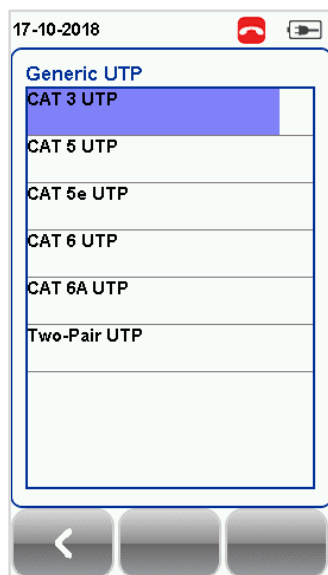 17-10-2018
Generic UTP
CAT 3 UTP
CAT 5 UTP
CAT 5e UTP
CAT 6 UTP
CAT 6A UTP
Two-Pair UTP